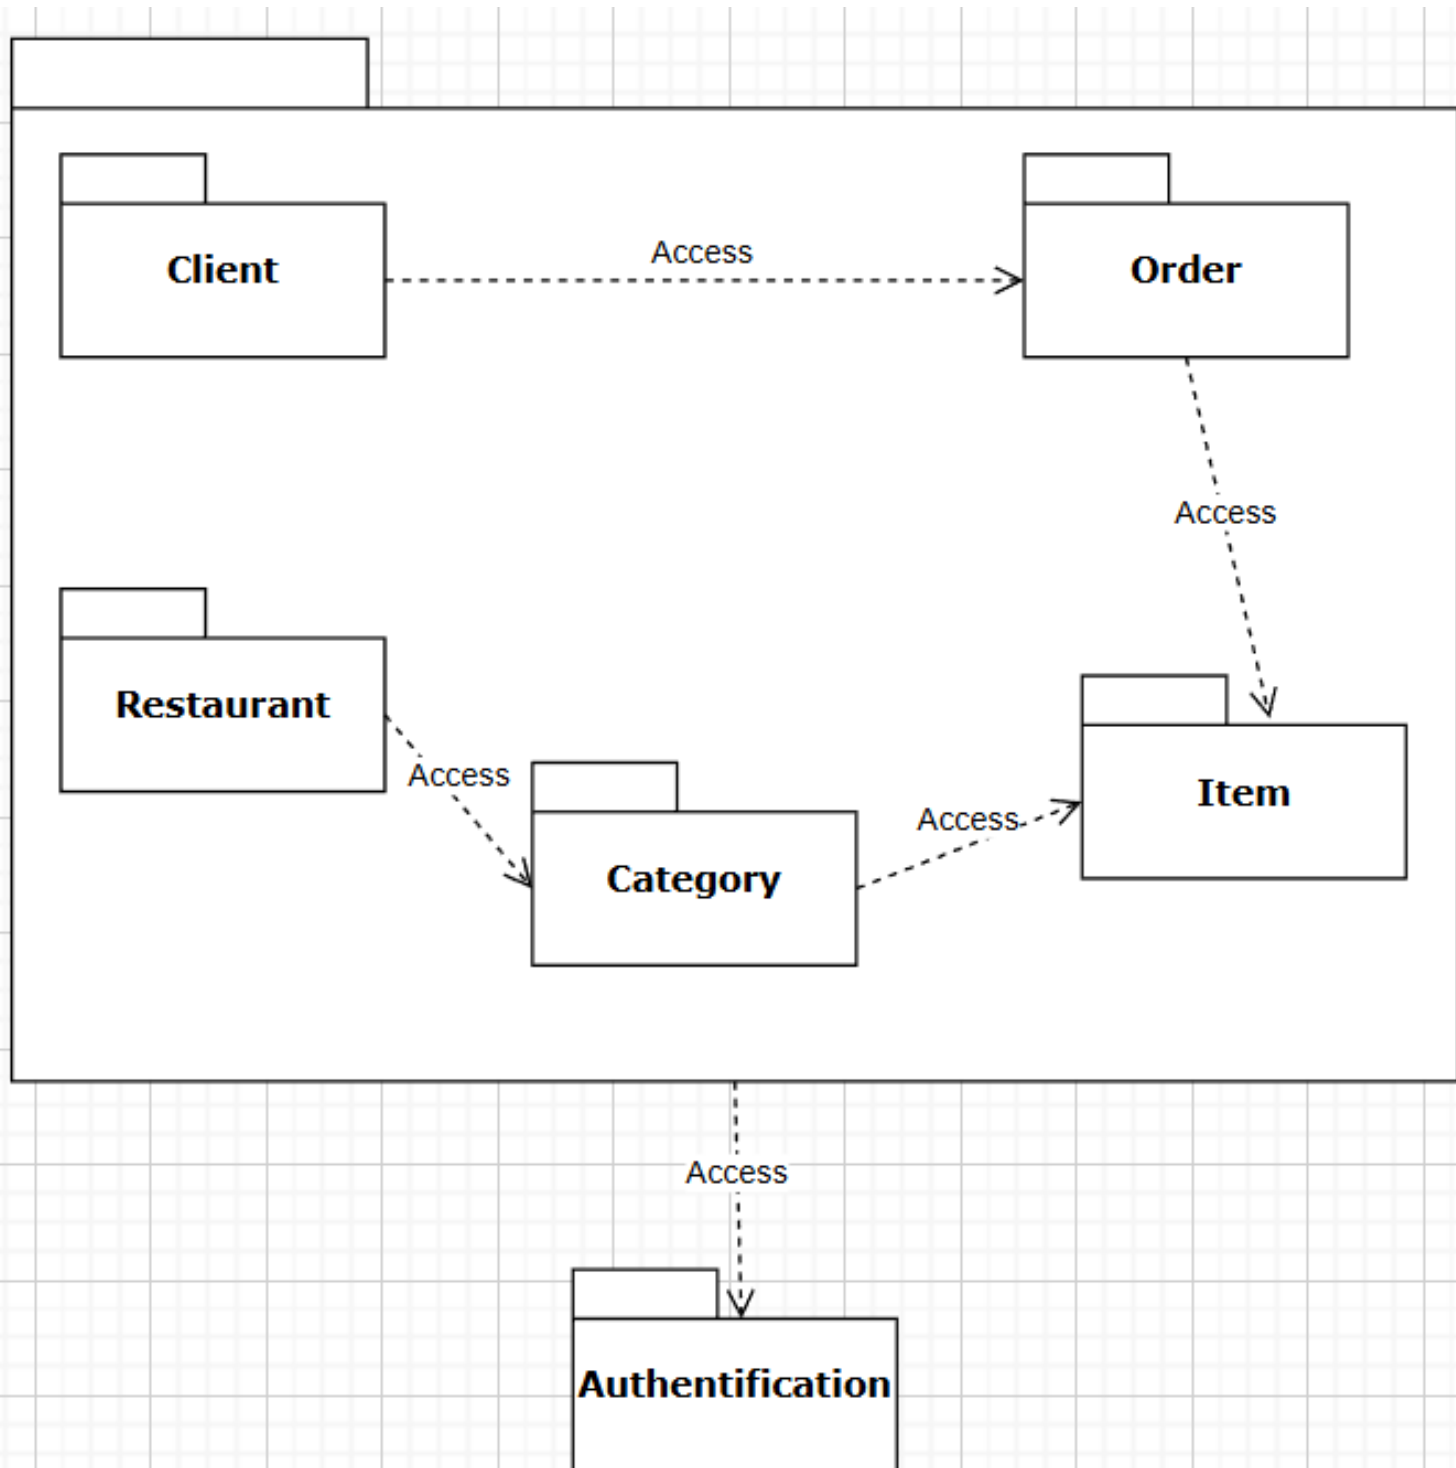 Client
Access
Order
Access
Restaurant
Access
Category
Access
Item
Access
Authentification